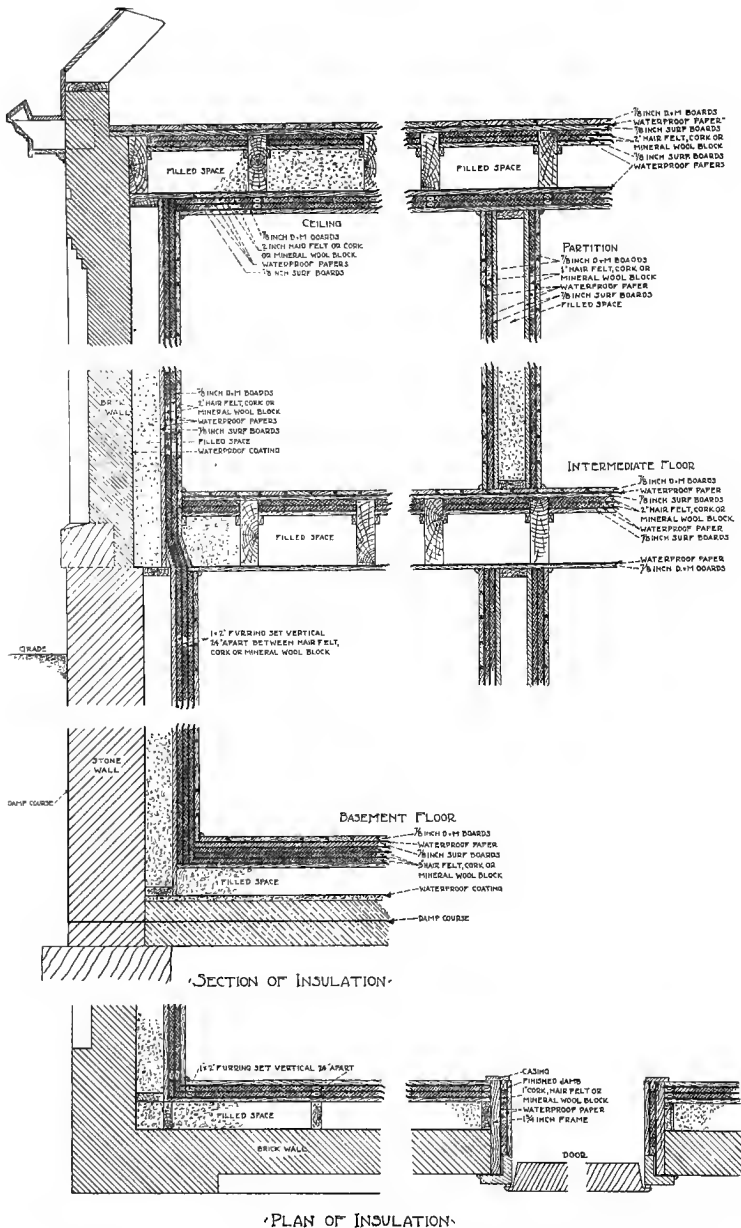 7/8 INCH D&M BOARDS
WATERPROOF PAPER
7/8 INCH SURF BOARDS
2" HAIR FELT, CORK OR
MINERAL WOOL BLOCK
7/8 INCH SURF BOARDS
WATERPROOF PAPERS
FILLED SPACE
FILLED SPACE
CEILING
7/8 INCH D&M BOARDS
2 INCH HAIR FELT OR CORK
OR MINERAL WOOL BLOCK
WATERPROOF PAPERS
7/8 INCH SURF BOARDS
PARTITION
7/8 INCH D&M BOARDS
1" HAIR FELT, CORK OR
MINERAL WOOL BLOCK
WATERPROOF PAPER
7/8 INCH SURF BOARDS
FILLED SPACE
BRICK
WALL
7/8 INCH D&M BOARDS
2" HAIR FELT, CORK OR
MINERAL WOOL BLOCK
WATERPROOF PAPERS
7/8 INCH SURF BOARDS
FILLED SPACE
WATERPROOF COATING
INTERMEDIATE FLOOR
7/8 INCH D&M BOARDS
WATERPROOF PAPER
7/8 INCH SURF BOARDS
2" HAIR FELT, CORK OR
MINERAL WOOL BLOCK
WATERPROOF PAPER
7/8 INCH SURF BOARDS
FILLED SPACE
WATERPROOF PAPER
7/8 INCH D&M BOARDS
GRADE
1×2" FURRING SET VERTICAL
24" APART BETWEEN HAIR FELT,
CORK OR MINERAL WOOL BLOCK
STONE
WALL
DAMP COURSE
BASEMENT FLOOR
7/8 INCH D&M BOARDS
WATERPROOF PAPER
7/8 INCH SURF BOARDS
3" HAIR FELT, CORK OR
MINERAL WOOL BLOCK
FILLED SPACE
WATERPROOF COATING
DAMP COURSE
·SECTION OF INSULATION·
1"×2" FURRING SET VERTICAL 24" APART
FILLED SPACE
BRICK WALL
CASING
FINISHED JAMB
1" CORK, HAIR FELT OR
MINERAL WOOL BLOCK
WATERPROOF PAPER
1 3/4 INCH FRAME
DOOR
·PLAN OF INSULATION·